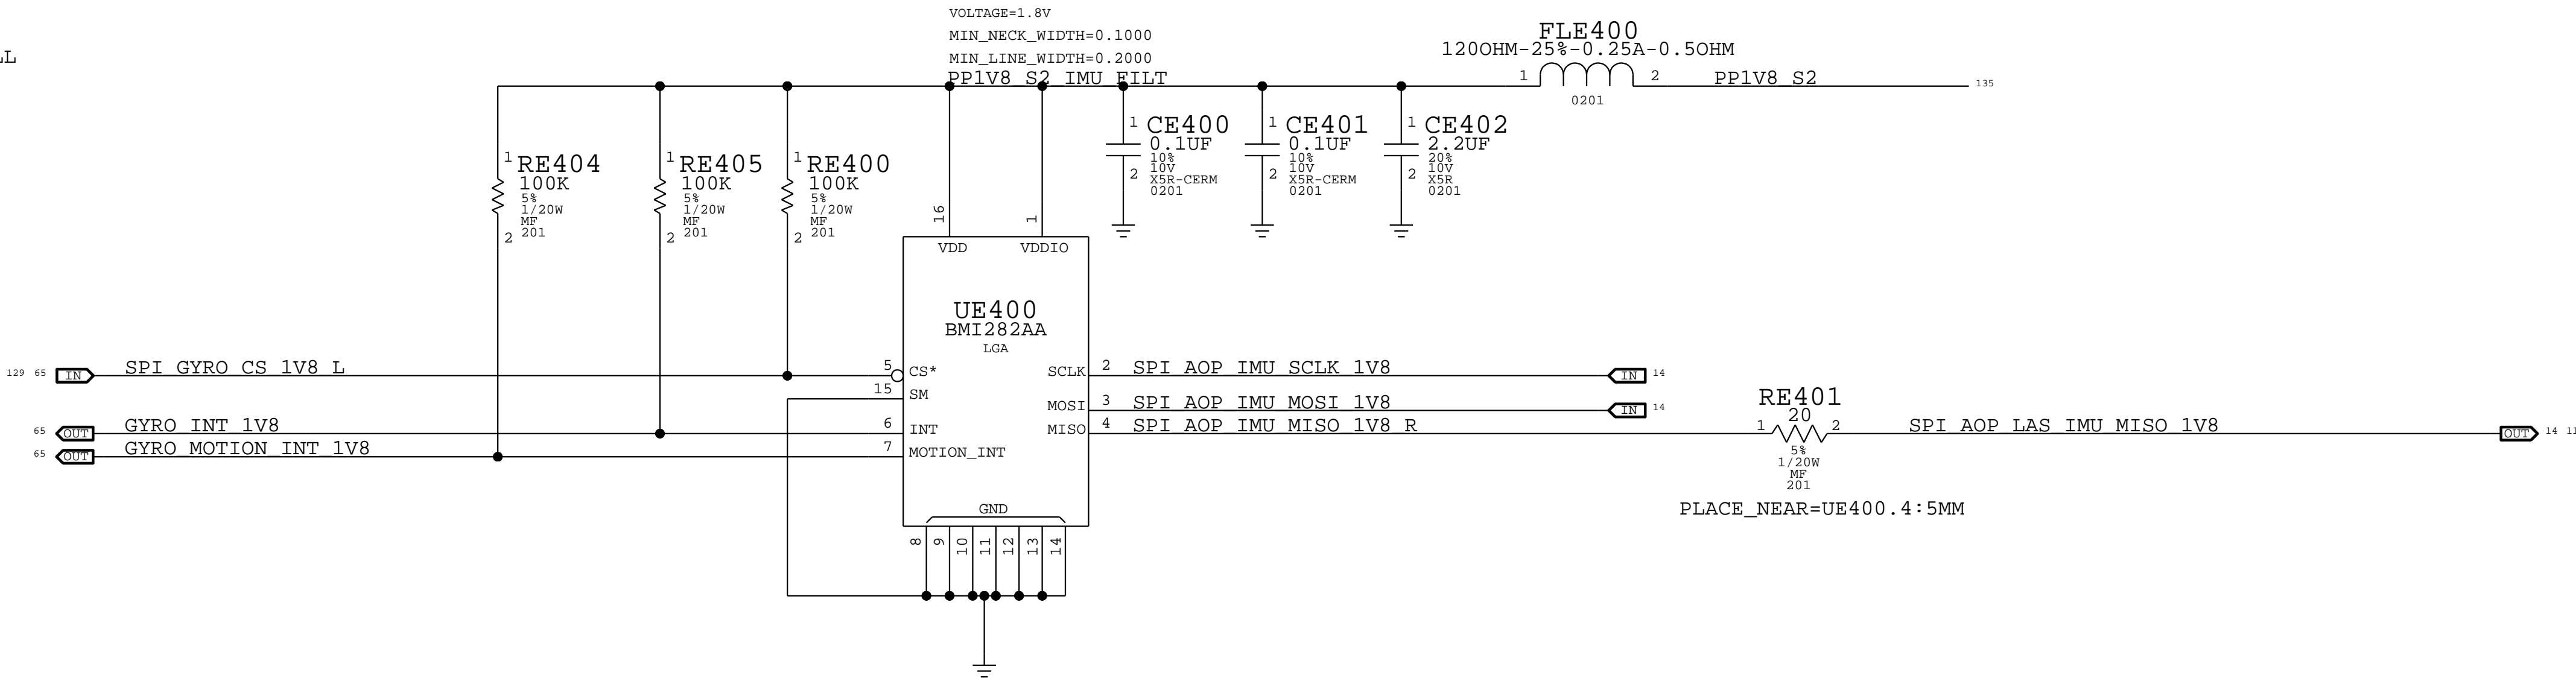 VOLTAGE=1.8V
MIN_NECK_WIDTH=0.1000
MIN_LINE_WIDTH=0.2000
PP1V8_S2_IMU_FILT
FLE400
120OHM-25%-0.25A-0.5OHM
1
2
PP1V8_S2
135
0201
1
RE404
100K
5%
1/20W
MF
201
2
1
RE405
100K
5%
1/20W
MF
201
2
1
RE400
100K
5%
1/20W
MF
201
2
1
CE400
0.1UF
10%
10V
X5R-CERM
0201
2
1
CE401
0.1UF
10%
10V
X5R-CERM
0201
2
1
CE402
2.2UF
20%
10V
X5R
0201
2
16
1
VDD
VDDIO
UE400
BMI282AA
LGA
129 65
IN
SPI_GYRO_CS_1V8_L
5
CS*
15
SM
65
OUT
GYRO_INT_1V8
6
INT
65
OUT
GYRO_MOTION_INT_1V8
7
MOTION_INT
SCLK
2
SPI_AOP_IMU_SCLK_1V8
IN
14
MOSI
3
SPI_AOP_IMU_MOSI_1V8
IN
14
MISO
4
SPI_AOP_IMU_MISO_1V8_R
RE401
20
1
2
5%
1/20W
MF
201
PLACE_NEAR=UE400.4:5MM
SPI_AOP_LAS_IMU_MISO_1V8
OUT
14 11
GND
8
9
10
11
12
13
14